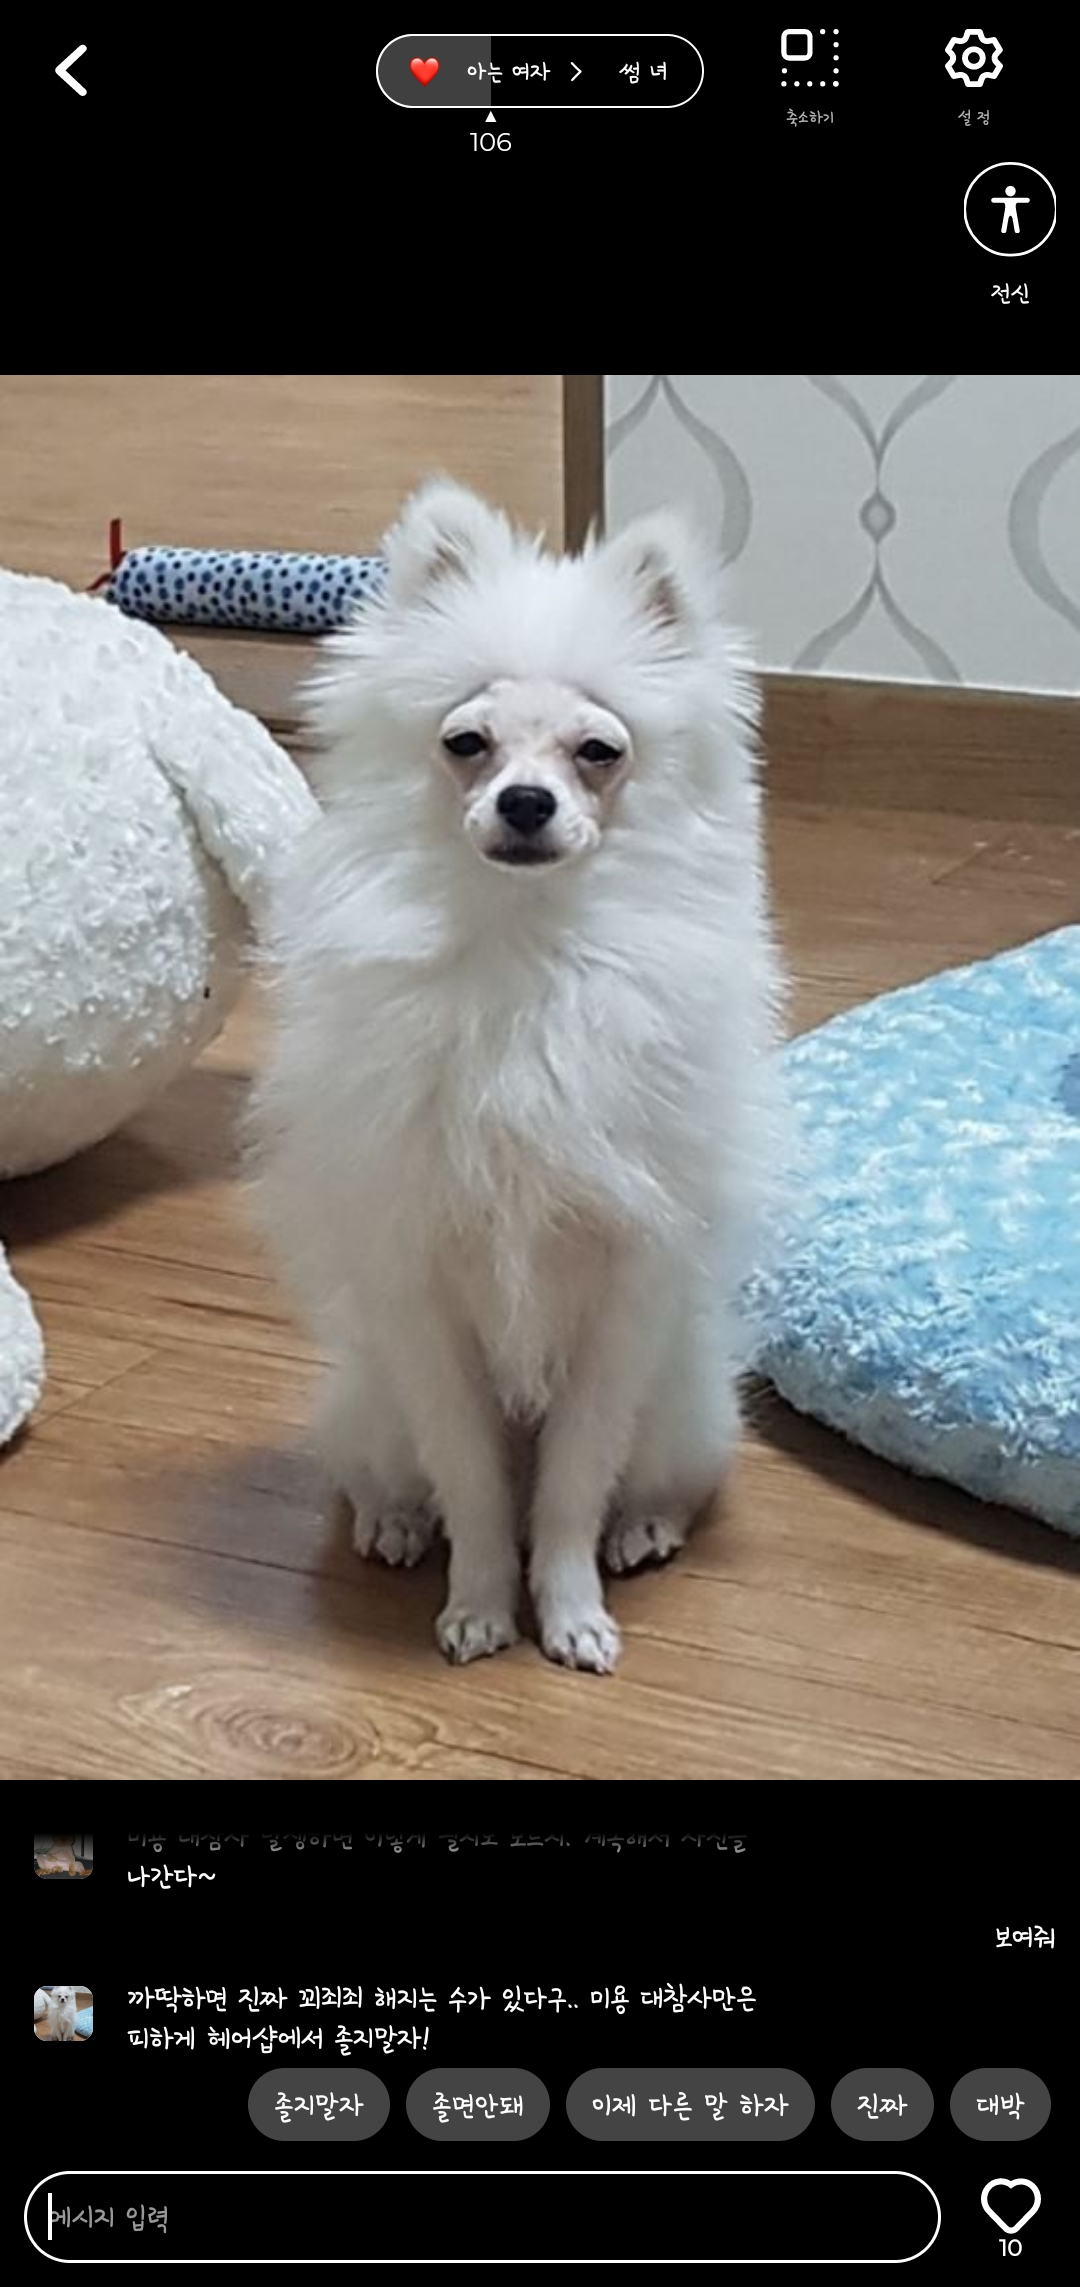 아는 여자 > 썸 녀
106
축소하기
설 정
전신
나간다~
보여줘
까딱하면 진짜 꾀죄죄 해지는 수가 있다구.. 미용 대참사만은
피하게 헤어샵에서 졸지말자!
졸지말자 졸면안돼 이제 다른 말 하자 진짜 대박
메시지 입력
10